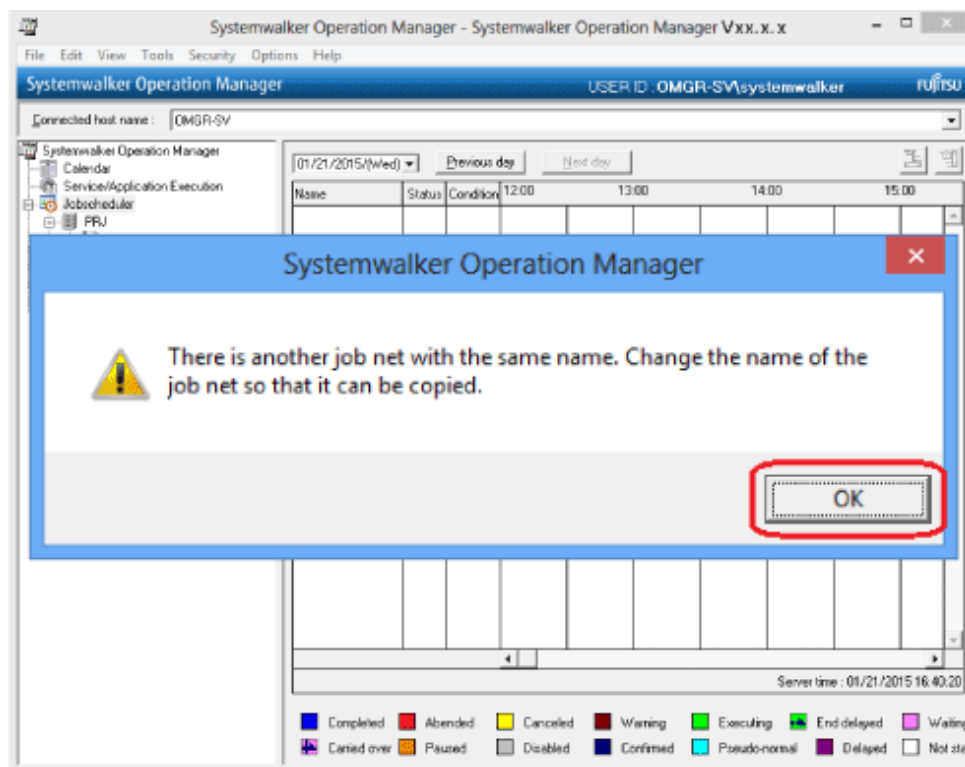 Systemwalker Operation Manager - Systemwalker Operation Manager Vxx.x.x
File Edit View Tools Security Options Help
Systemwalker Operation Manager USER ID : OMGR-SV\systemwalker FUJITSU
Connected host name : OMGR-SV
Systemwalker Operation Manager
Calendar
Service/Application Execution
Jobscheduler
PRJ
01/21/2015/(Wed) Previous day Next day
Name Status Condition 12:00 13:00 14:00 15:00
Systemwalker Operation Manager
There is another job net with the same name. Change the name of the
job net so that it can be copied.
OK
Server time : 01/21/2015 16:40:20
Completed Abended Canceled Warning Executing End delayed Waiting
Carried over Paused Disabled Confirmed Pseudo-normal Delayed Not sta